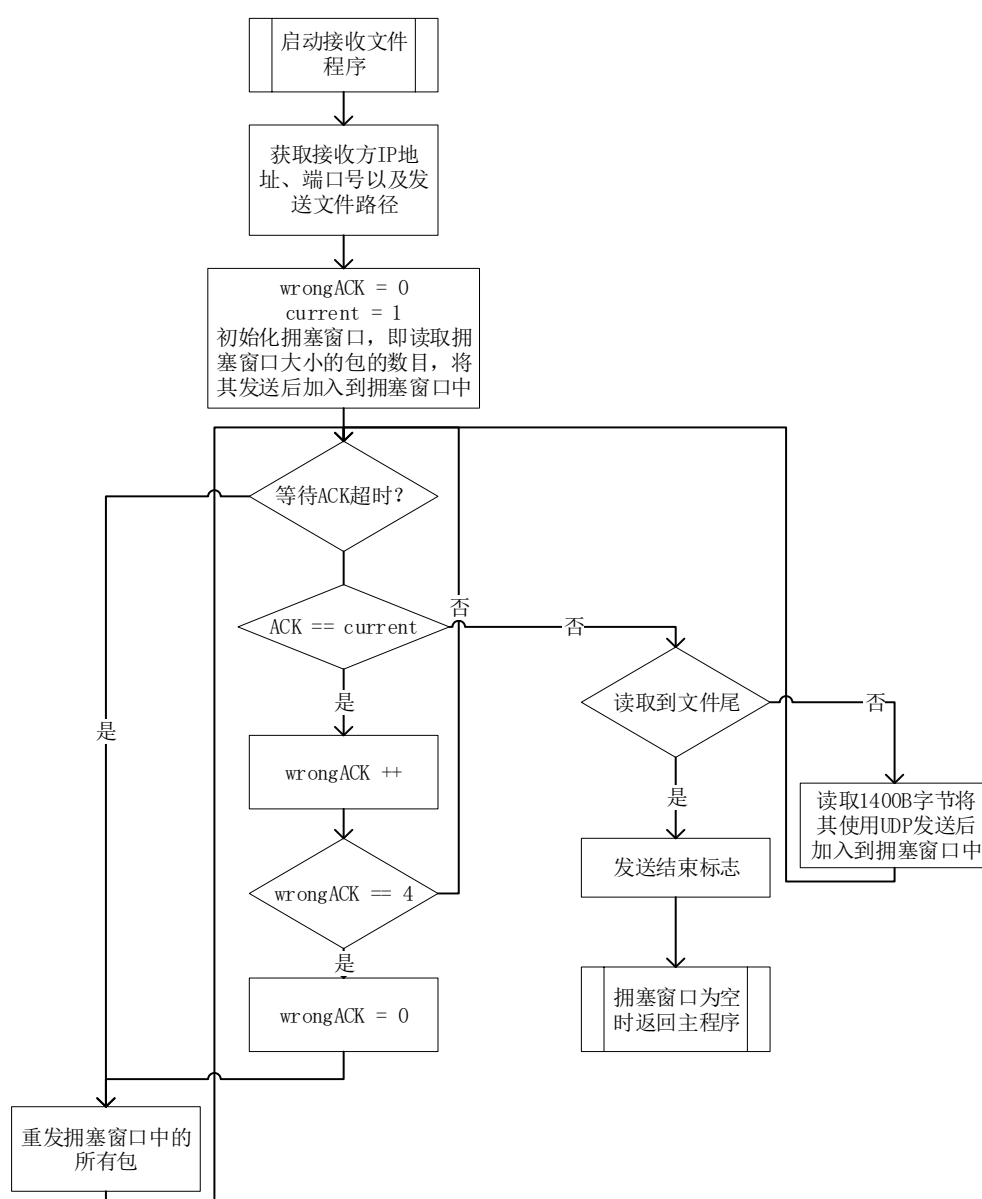 启动接收文件
程序
获取接收方IP地
址、端口号以及发
送文件路径
wrongACK = 0
current = 1
初始化拥塞窗口，即读取拥
塞窗口大小的包的数目，将
其发送后加入到拥塞窗口中
等待ACK超时?
ACK == current
否
否
是
读取到文件尾
否
是
wrongACK ++
是
读取1400B字节将
其使用UDP发送后
加入到拥塞窗口中
wrongACK == 4
发送结束标志
是
wrongACK = 0
拥塞窗口为空
时返回主程序
重发拥塞窗口中的
所有包